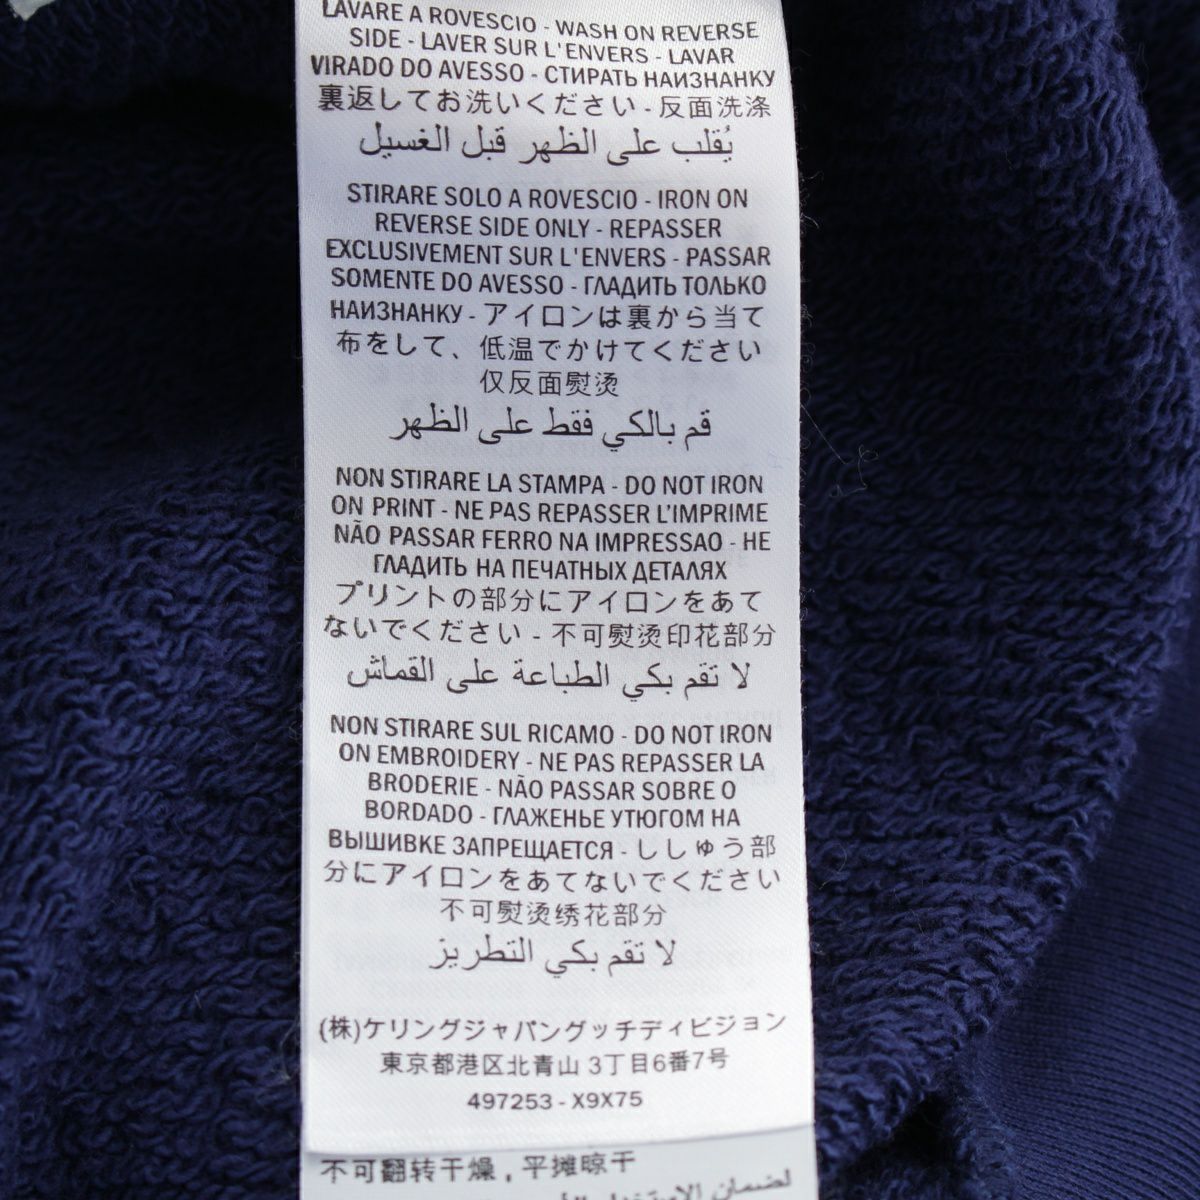 LAVARE A ROVESCIO - WASH ON REVERSE
SIDE - LAVER SUR L'ENVERS - LAVAR
VIRADO DO AVESSO - СТИРАТЬ НАИЗНАНКУ
裏返してお洗いください - 反面洗涤
يُقلب على الظهر قبل الغسيل
STIRARE SOLO A ROVESCIO - IRON ON
REVERSE SIDE ONLY - REPASSER
EXCLUSIVEMENT SUR L'ENVERS - PASSAR
SOMENTE DO AVESSO - ГЛАДИТЬ ТОЛЬКО
НАИЗНАНКУ - アイロンは裏から当て
布をして、低温でかけてください
仅反面熨烫
قم بالكي فقط على الظهر
NON STIRARE LA STAMPA - DO NOT IRON
ON PRINT - NE PAS REPASSER L'IMPRIME
NÃO PASSAR FERRO NA IMPRESSAO - НЕ
ГЛАДИТЬ НА ПЕЧАТНЫХ ДЕТАЛЯХ
プリントの部分にアイロンをあて
ないでください - 不可熨烫印花部分
لا تقم بكي الطباعة على القماش
NON STIRARE SUL RICAMO - DO NOT IRON
ON EMBROIDERY - NE PAS REPASSER LA
BRODERIE - NÃO PASSAR SOBRE O
BORDADO - ГЛАЖЕНЬЕ УТЮГОМ НА
ВЫШИВКЕ ЗАПРЕЩАЕТСЯ - ししゅう部
分にアイロンをあてないでください
不可熨烫绣花部分
لا تقم بكي التطريز
(株)ケリングジャパングッチディビジョン
東京都港区北青山 3丁目6番7号
497253 - X9X75
不可翻转干燥 , 平摊晾干
لضمان الاستخدام